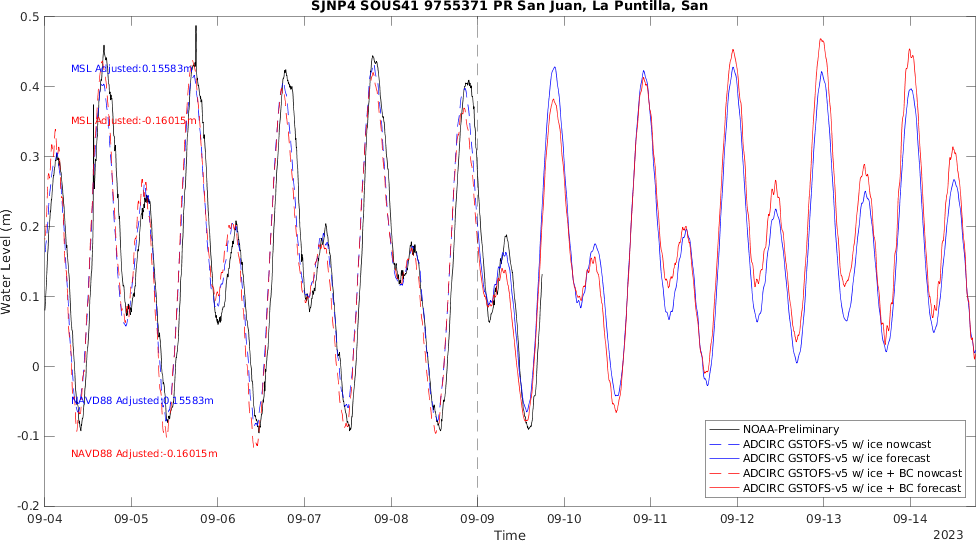 SJNP4 SOUS41 9755371 PR San Juan, La Puntilla, San
0.5
0.4
0.3
0.2
0.1
0
-0.1
-0.2
Water Level (m)
MSL Adjusted:0.15583m
MSL Adjusted:-0.16015m
NAVD88 Adjusted:0.15583m
NAVD88 Adjusted:-0.16015m
NOAA-Preliminary
ADCIRC GSTOFS-v5 w/ ice nowcast
ADCIRC GSTOFS-v5 w/ ice forecast
ADCIRC GSTOFS-v5 w/ ice + BC nowcast
ADCIRC GSTOFS-v5 w/ ice + BC forecast
09-04 09-05 09-06 09-07 09-08 09-09 09-10 09-11 09-12 09-13 09-14
Time
2023